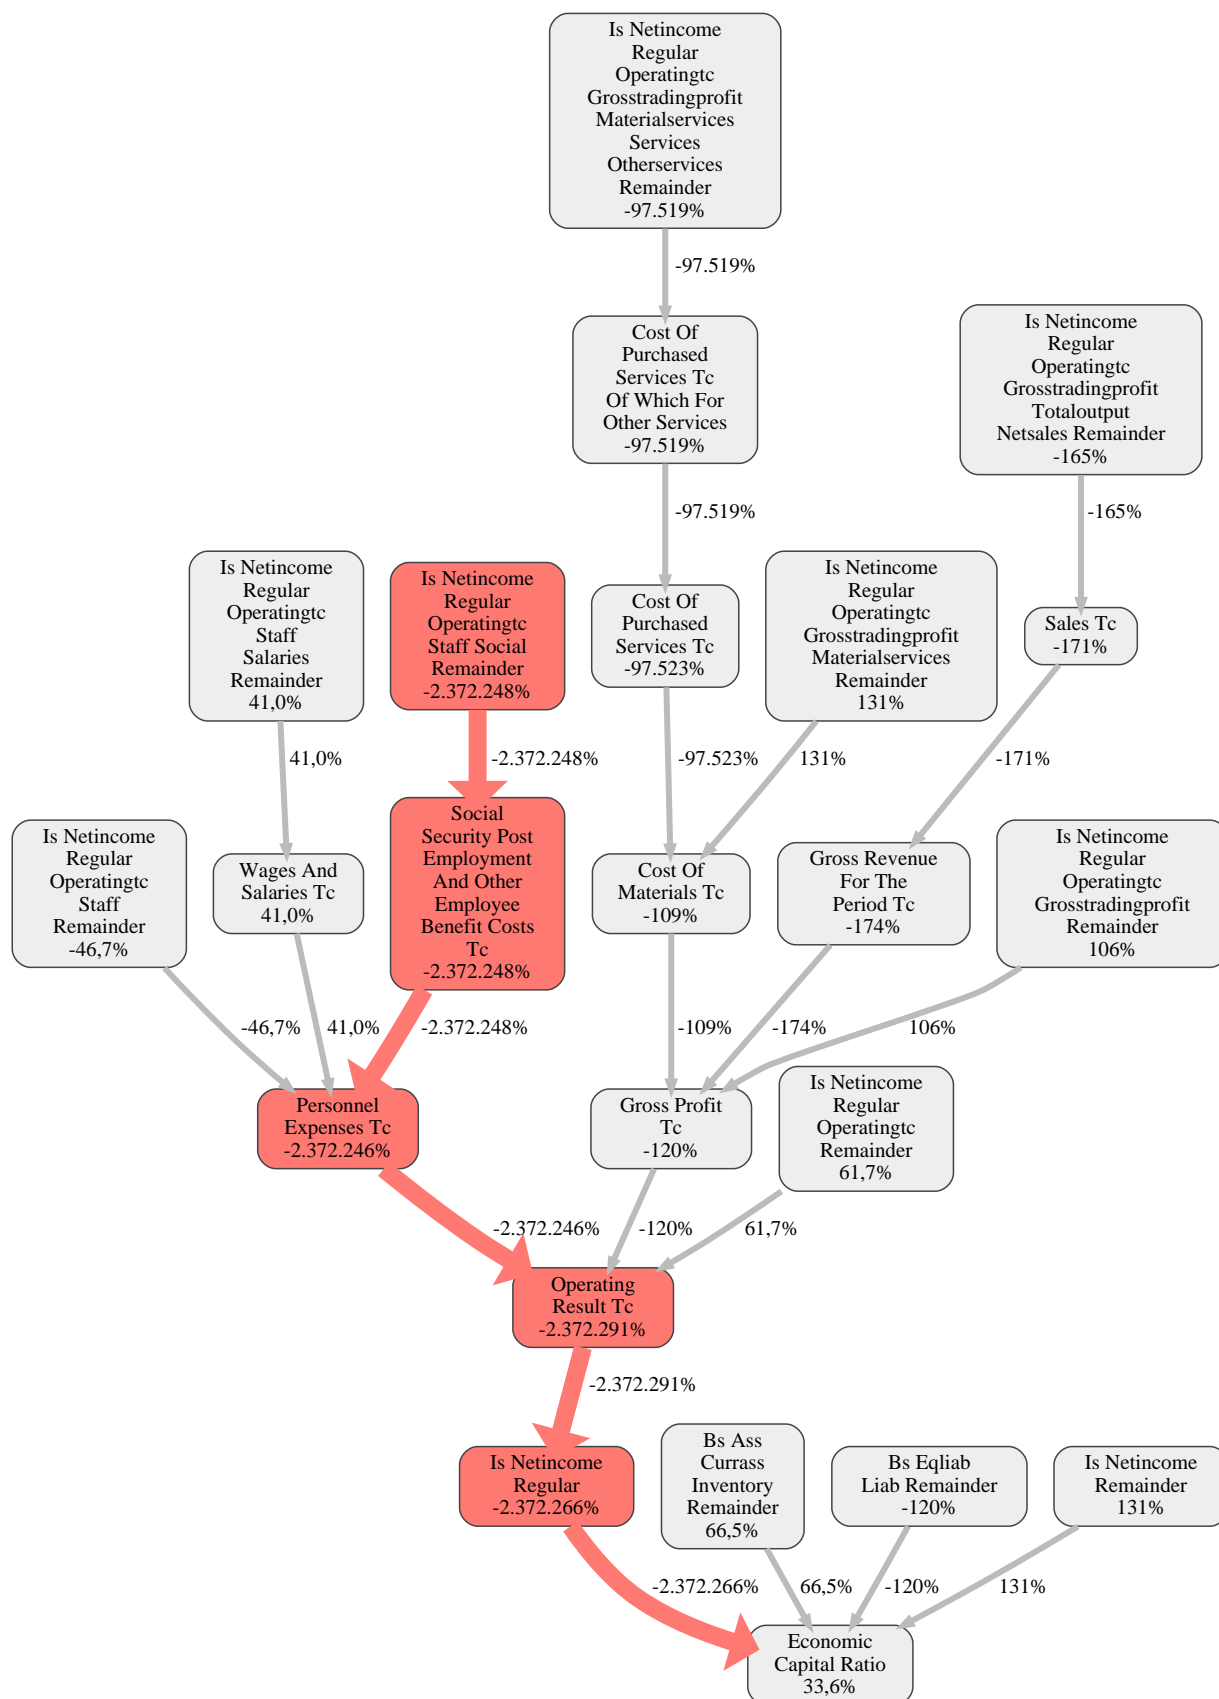 Is Netincome
Regular
Operatingtc
Grosstradingprofit
Materialservices
Services
Otherservices
Remainder
-97.519%
-97.519%
Cost Of
Purchased
Services Tc
Of Which For
Other Services
-97.519%
Is Netincome
Regular
Operatingtc
Grosstradingprofit
Totaloutput
Netsales Remainder
-165%
-97.519%
-165%
Is Netincome
Regular
Operatingtc
Staff
Salaries
Remainder
41,0%
Is Netincome
Regular
Operatingtc
Staff Social
Remainder
-2.372.248%
Cost Of
Purchased
Services Tc
-97.523%
Is Netincome
Regular
Operatingtc
Grosstradingprofit
Materialservices
Remainder
131%
Sales Tc
-171%
41,0%
-2.372.248%
-97.523%
131%
-171%
Is Netincome
Regular
Operatingtc
Staff
Remainder
-46,7%
Wages And
Salaries Tc
41,0%
Social
Security Post
Employment
And Other
Employee
Benefit Costs
Tc
-2.372.248%
Cost Of
Materials Tc
-109%
Gross Revenue
For The
Period Tc
-174%
Is Netincome
Regular
Operatingtc
Grosstradingprofit
Remainder
106%
-46,7%
41,0%
-2.372.248%
-109%
-174%
106%
Personnel
Expenses Tc
-2.372.246%
Gross Profit
Tc
-120%
Is Netincome
Regular
Operatingtc
Remainder
61,7%
-2.372.246%
-120%
61,7%
Operating
Result Tc
-2.372.291%
-2.372.291%
Is Netincome
Regular
-2.372.266%
Bs Ass
Currass
Inventory
Remainder
66,5%
Bs Eqliab
Liab Remainder
-120%
Is Netincome
Remainder
131%
-2.372.266%
66,5%
-120%
131%
Economic
Capital Ratio
33,6%